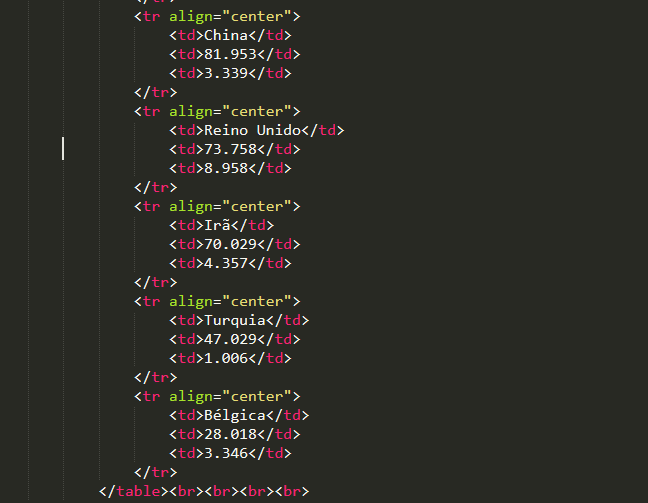 </tr>
<tr align="center">
<td>China</td>
<td>81.953</td>
<td>3.339</td>
</tr>
<tr align="center">
<td>Reino Unido</td>
<td>73.758</td>
<td>8.958</td>
</tr>
<tr align="center">
<td>Irã</td>
<td>70.029</td>
<td>4.357</td>
</tr>
<tr align="center">
<td>Turquia</td>
<td>47.029</td>
<td>1.006</td>
</tr>
<tr align="center">
<td>Bélgica</td>
<td>28.018</td>
<td>3.346</td>
</tr>
</table><br><br><br><br>